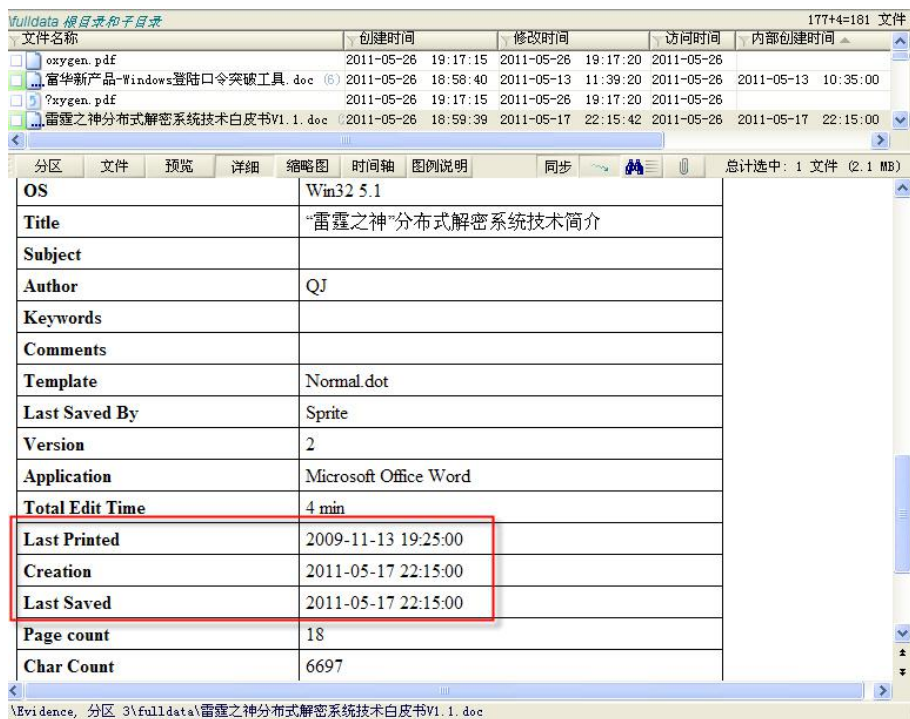 \fulldata 根目录和子目录 177+4=181 文件
文件名称 创建时间 修改时间 访问时间 内部创建时间
oxygen.pdf 2011-05-26 19:17:15 2011-05-26 19:17:20 2011-05-26
富华新产品-Windows登陆口令突破工具.doc (6) 2011-05-26 18:58:40 2011-05-13 11:39:20 2011-05-26 2011-05-13 10:35:00
?xygen.pdf 2011-05-26 19:17:15 2011-05-26 19:17:20 2011-05-26
雷霆之神分布式解密系统技术白皮书V1.1.doc 2011-05-26 18:59:39 2011-05-17 22:15:42 2011-05-26 2011-05-17 22:15:00
分区 文件 预览 详细 缩略图 时间轴 图例说明 同步 总计选中: 1 文件 (2.1 MB)
OS Win32 5.1
Title “雷霆之神”分布式解密系统技术简介
Subject
Author QJ
Keywords
Comments
Template Normal.dot
Last Saved By Sprite
Version 2
Application Microsoft Office Word
Total Edit Time 4 min
Last Printed 2009-11-13 19:25:00
Creation 2011-05-17 22:15:00
Last Saved 2011-05-17 22:15:00
Page count 18
Char Count 6697
\Evidence, 分区 3\fulldata\雷霆之神分布式解密系统技术白皮书V1.1.doc